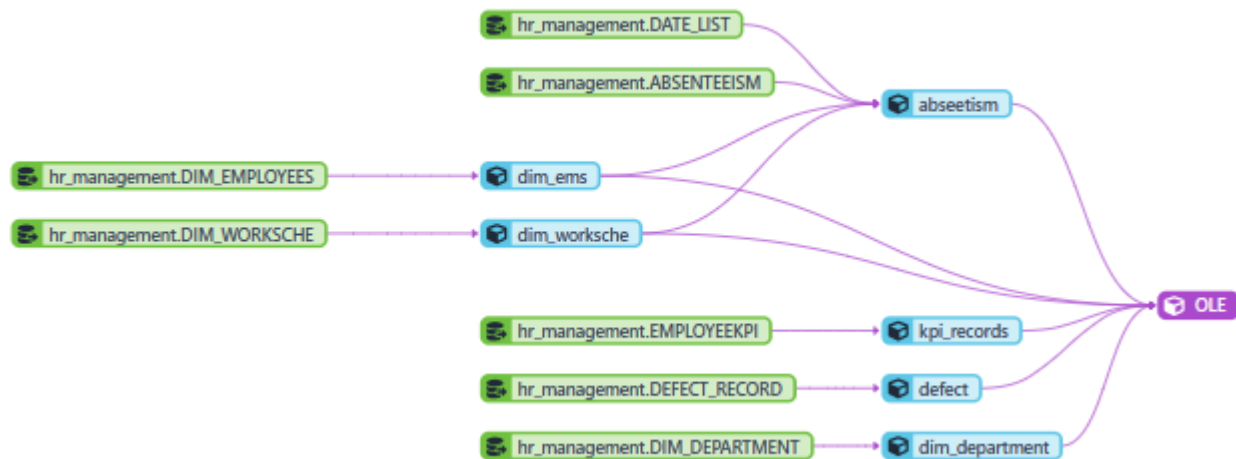 hr_management.DATE_LIST
hr_management.ABSENTEEISM
abseetism
hr_management.DIM_EMPLOYEES
dim_ems
hr_management.DIM_WORKSCHE
dim_worksche
OLE
hr_management.EMPLOYEEKPI
kpi_records
hr_management.DEFECT_RECORD
defect
hr_management.DIM_DEPARTMENT
dim_department